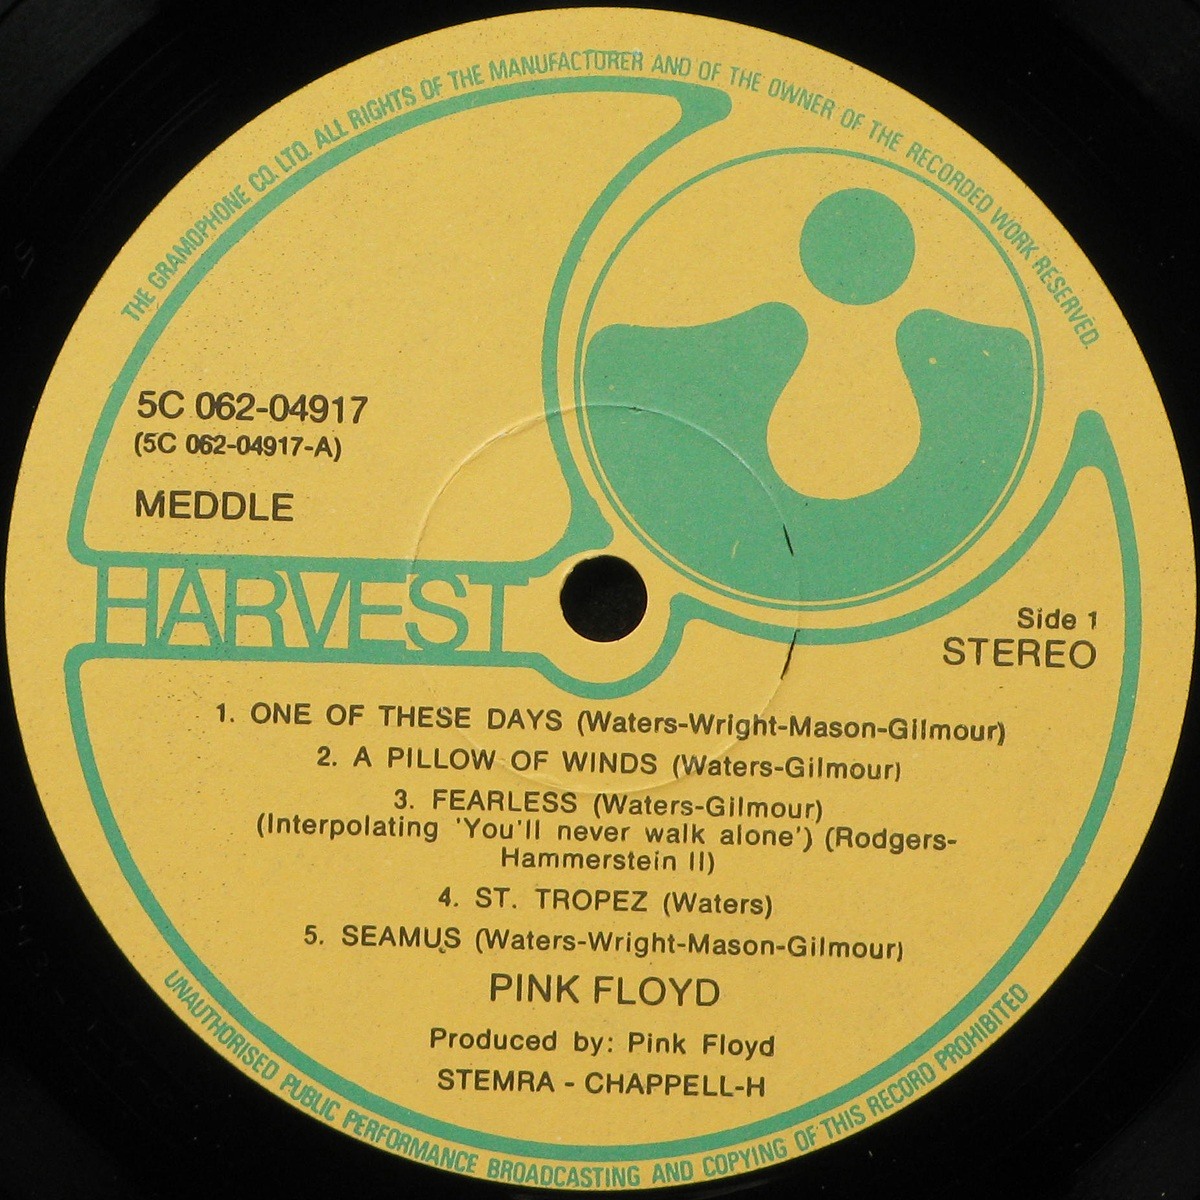 THE GRAMOPHONE CO. LTD. ALL RIGHTS OF THE MANUFACTURER AND OF THE OWNER OF THE RECORDED WORK RESERVED.
5C 062-04917
(5C 062-04917-A)
MEDDLE
HARVEST
Side 1
STEREO
1. ONE OF THESE DAYS (Waters-Wright-Mason-Gilmour)
2. A PILLOW OF WINDS (Waters-Gilmour)
3. FEARLESS (Waters-Gilmour)
(Interpolating 'You'll never walk alone') (Rodgers-
Hammerstein II)
4. ST. TROPEZ (Waters)
5. SEAMUS (Waters-Wright-Mason-Gilmour)
PINK FLOYD
Produced by: Pink Floyd
STEMRA - CHAPPELL-H
UNAUTHORISED PUBLIC PERFORMANCE BROADCASTING AND COPYING OF THIS RECORD PROHIBITED